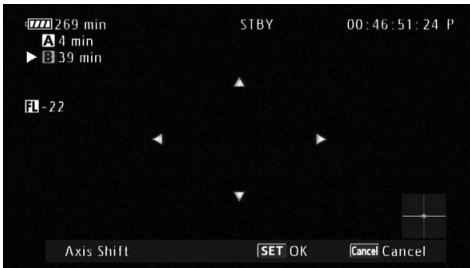 269 min
STBY
00:46:51:24 P
A 4 min
B 39 min
FL -22
Axis Shift
SET OK
Cancel Cancel